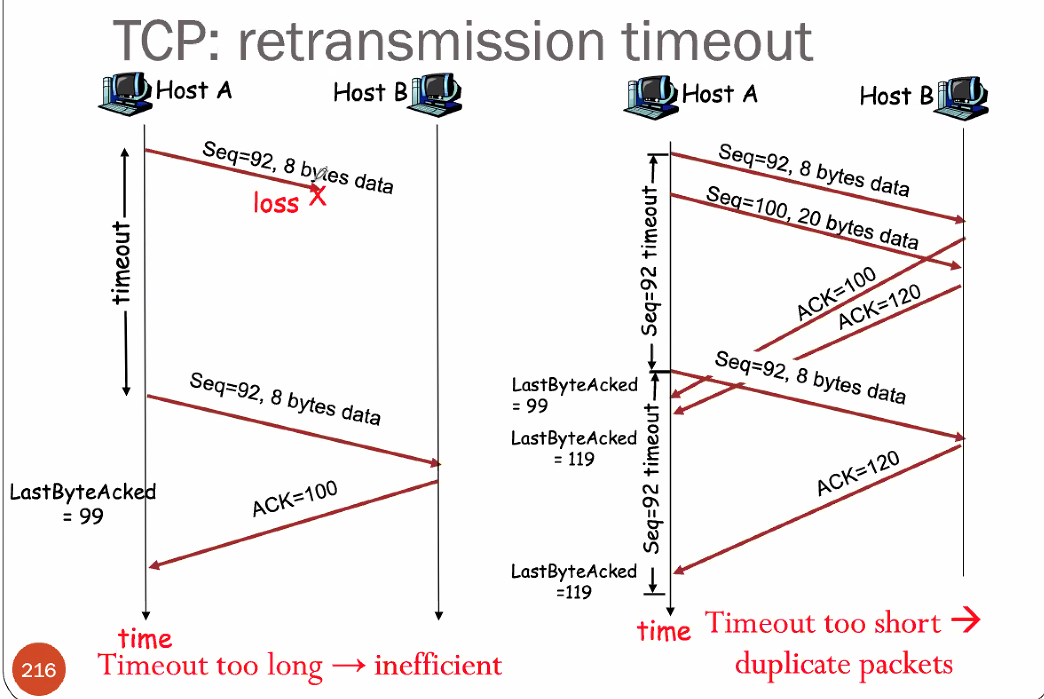 TCP: retransmission timeout
Host A
Host B
Seq=92, 8 bytes data
loss X
timeout
Seq=92, 8 bytes data
LastByteAcked
= 99
ACK=100
time
Timeout too long → inefficient
Host A
Host B
Seq=92, 8 bytes data
Seq=100, 20 bytes data
Seq=92 timeout
ACK=100
ACK=120
Seq=92, 8 bytes data
LastByteAcked
= 99
LastByteAcked
= 119
Seq=92 timeout
ACK=120
LastByteAcked
=119
time
Timeout too short →
duplicate packets
216